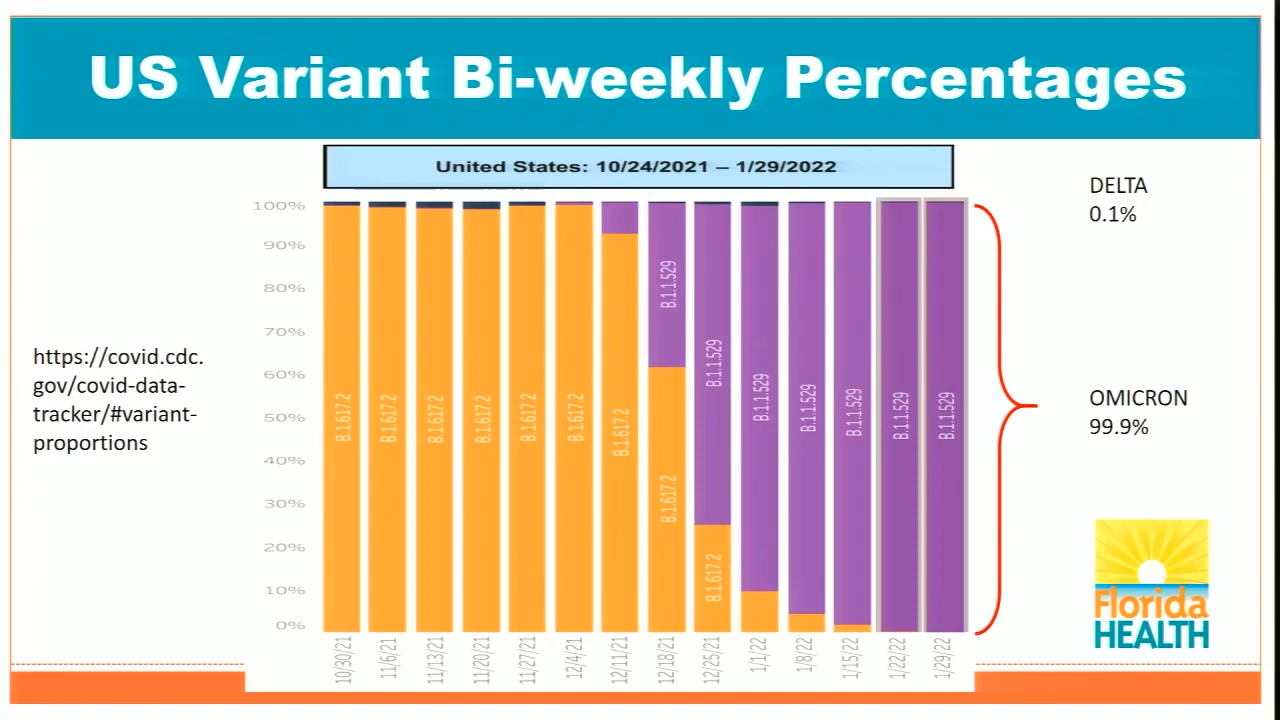 US Variant Bi-weekly Percentages
United States: 10/24/2021 – 1/29/2022
https://covid.cdc.
gov/covid-data-
tracker/#variant-
proportions
100%
90%
80%
70%
60%
50%
40%
30%
20%
10%
0%
B.1.617.2
B.1.617.2
B.1.617.2
B.1.617.2
B.1.617.2
B.1.617.2
B.1.617.2
B.1.1.529
B.1.617.2
B.1.1.529
B.1.617.2
B.1.1.529
B.1.1.529
B.1.1.529
B.1.1.529
B.1.1.529
10/30/21
11/6/21
11/13/21
11/20/21
11/27/21
12/4/21
12/11/21
12/18/21
12/25/21
1/1/22
1/8/22
1/15/22
1/22/22
1/29/22
DELTA
0.1%
OMICRON
99.9%
Florida
HEALTH